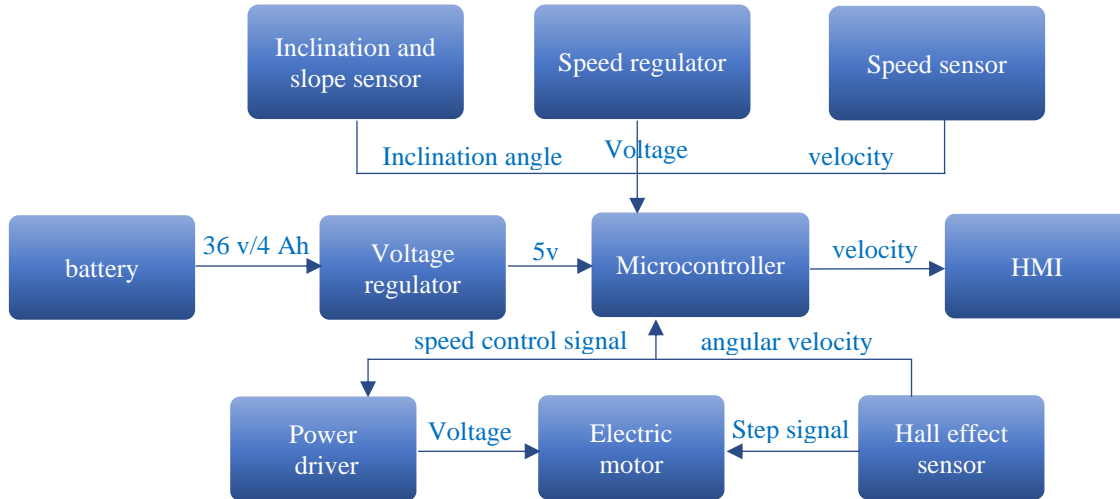 Inclination and
slope sensor
Speed regulator
Speed sensor
Inclination angle
Voltage
velocity
battery
36 v/4 Ah
Voltage
regulator
5v
Microcontroller
velocity
HMI
speed control signal
angular velocity
Power
driver
Voltage
Electric
motor
Step signal
Hall effect
sensor